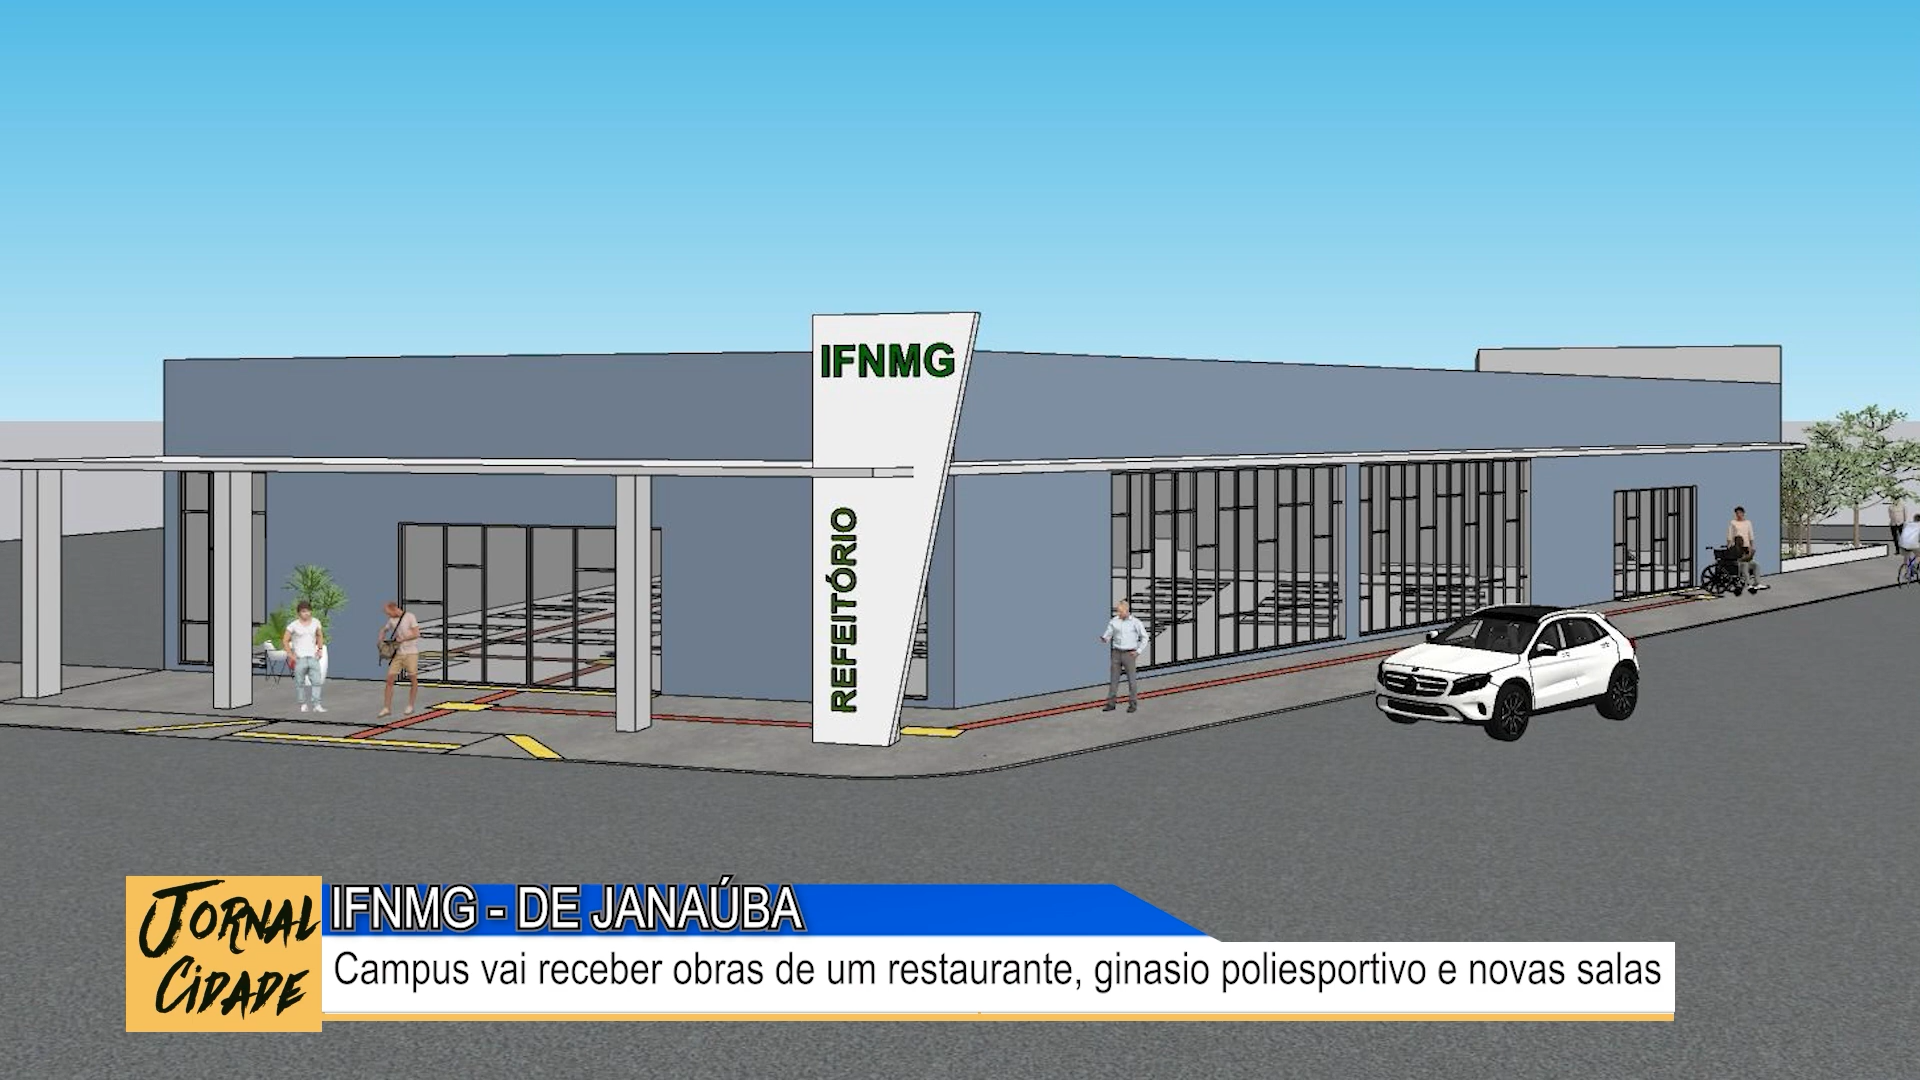 IFNMG
REFEITÓRIO
JORNAL
CIDADE
IFNMG - DE JANAÚBA
Campus vai receber obras de um restaurante, ginasio poliesportivo e novas salas